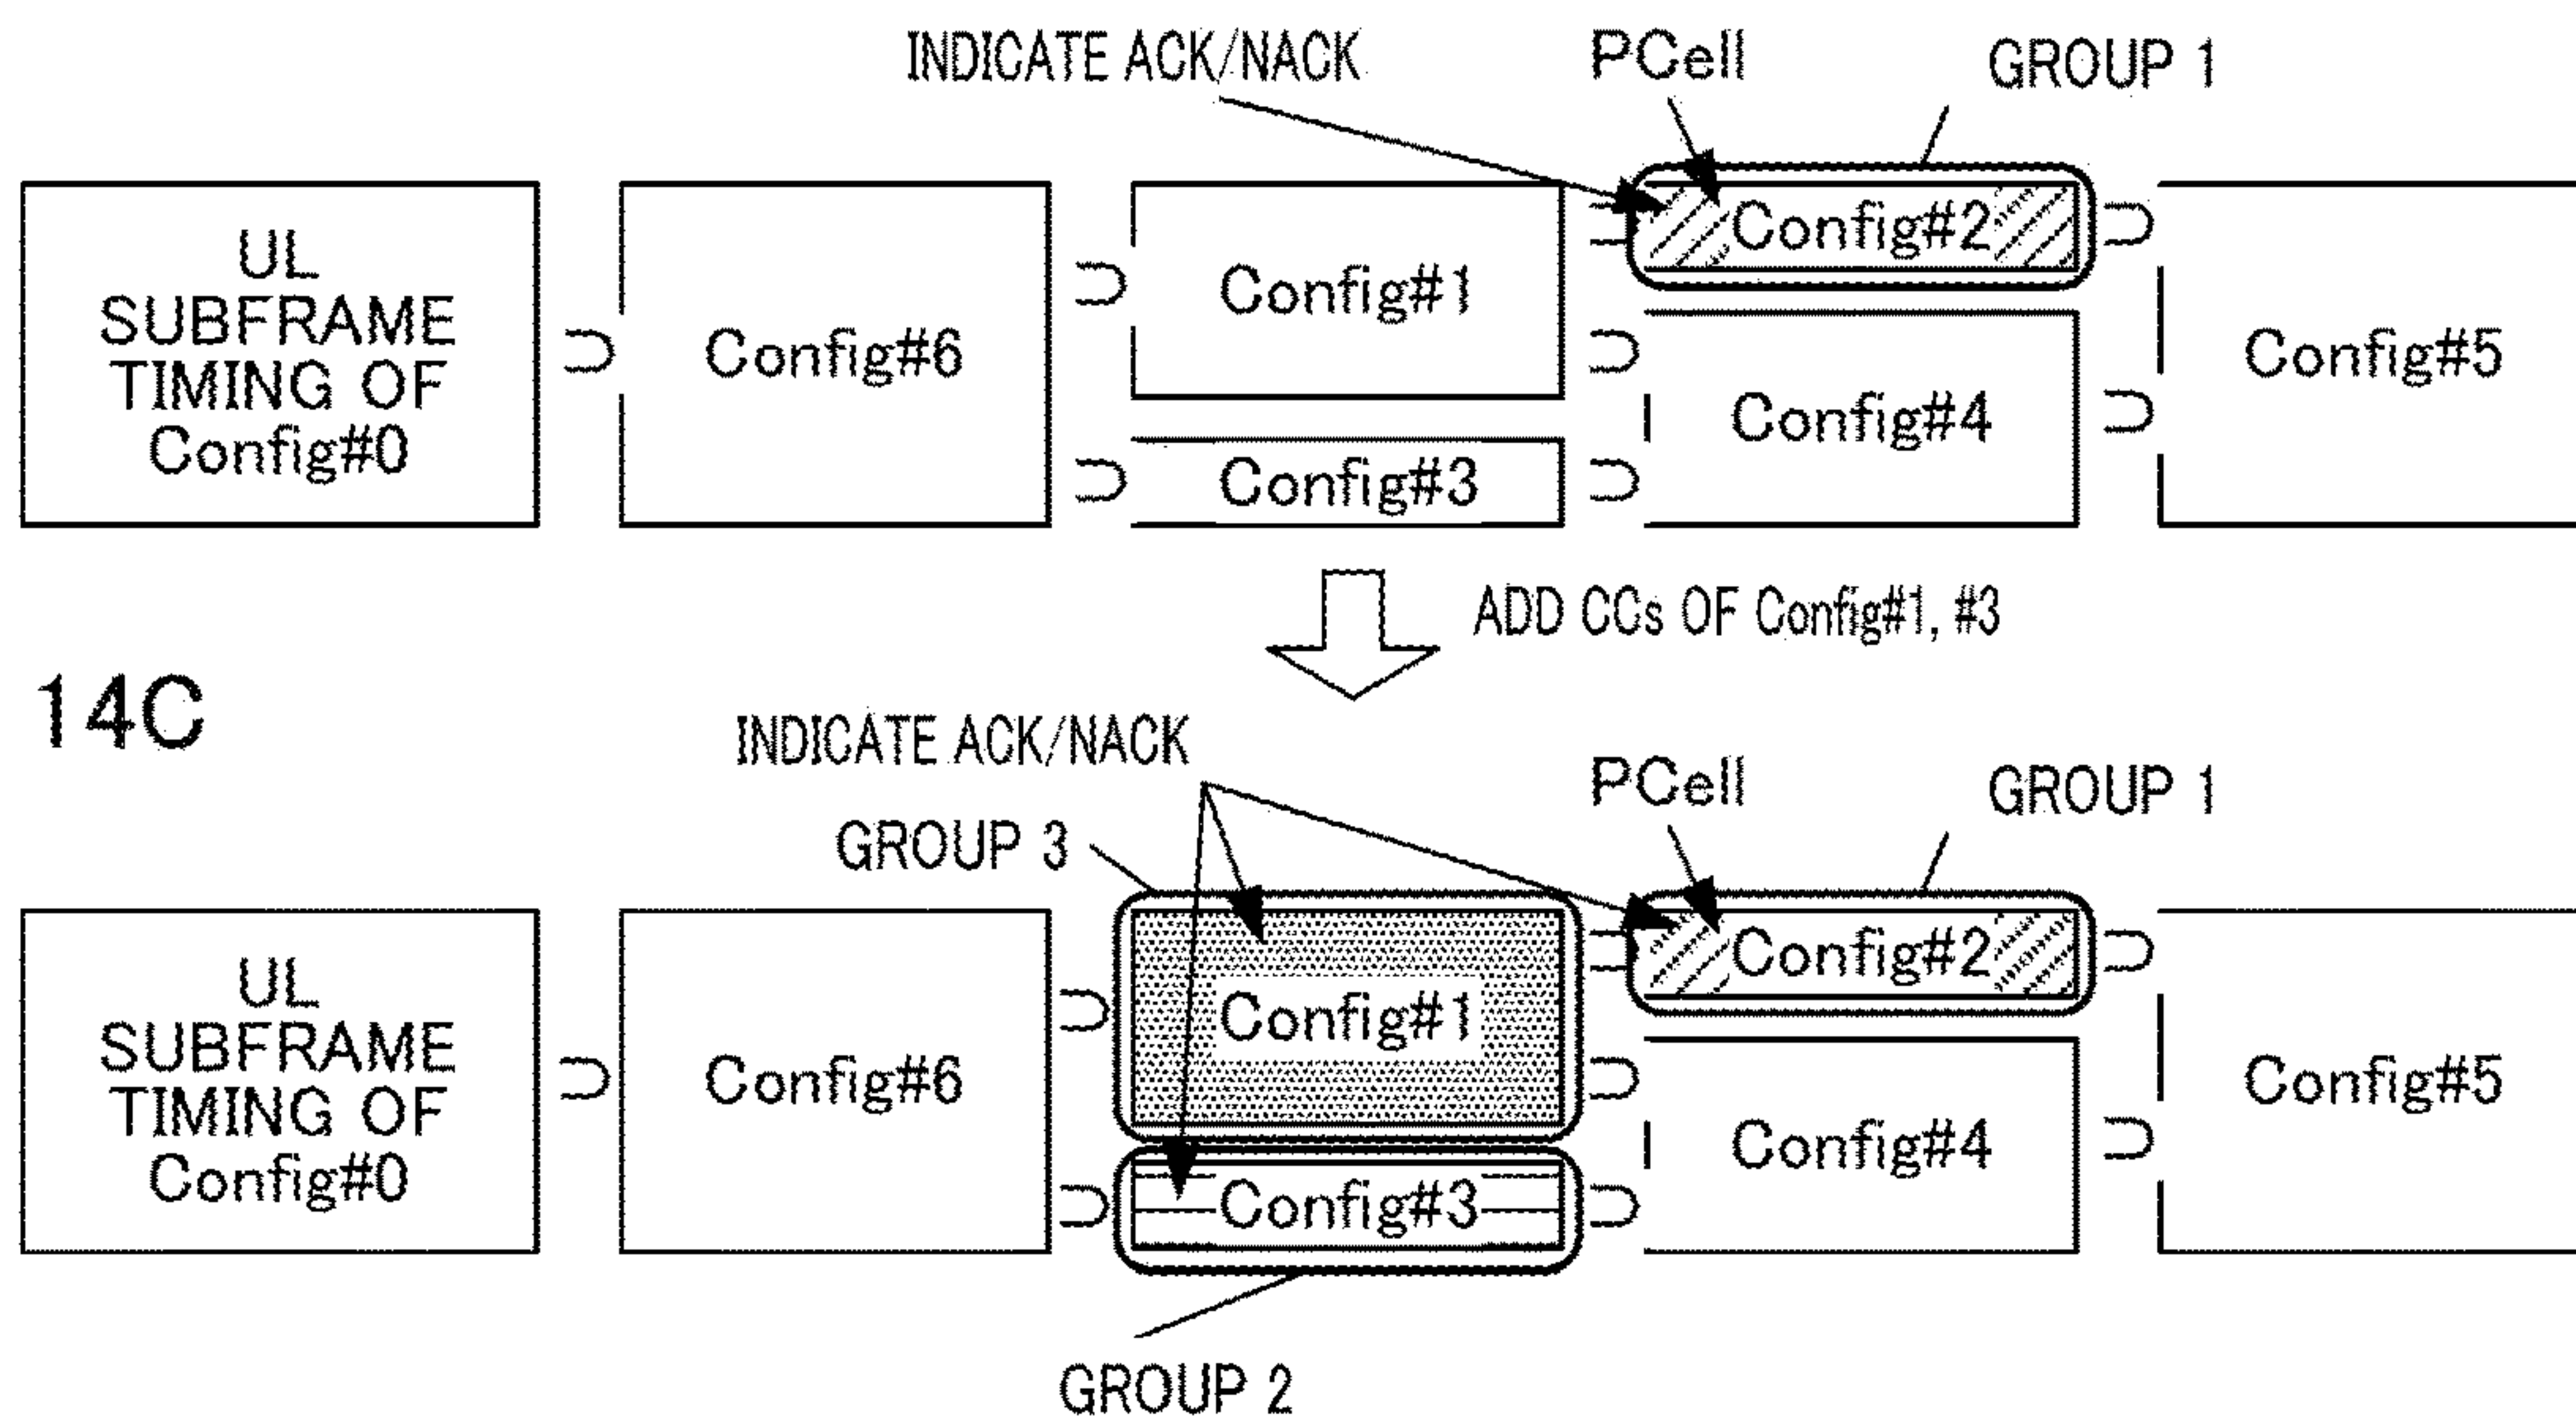 INDICATE ACK/NACK
PCell
GROUP 1
UL
SUBFRAME
TIMING OF
Config#0
Config#6
Config#1
Config#3
Config#2
Config#4
Config#5
ADD CCs OF Config#1, #3
14C
INDICATE ACK/NACK
PCell
GROUP 1
GROUP 3
UL
SUBFRAME
TIMING OF
Config#0
Config#6
Config#1
Config#3
Config#2
Config#4
Config#5
GROUP 2